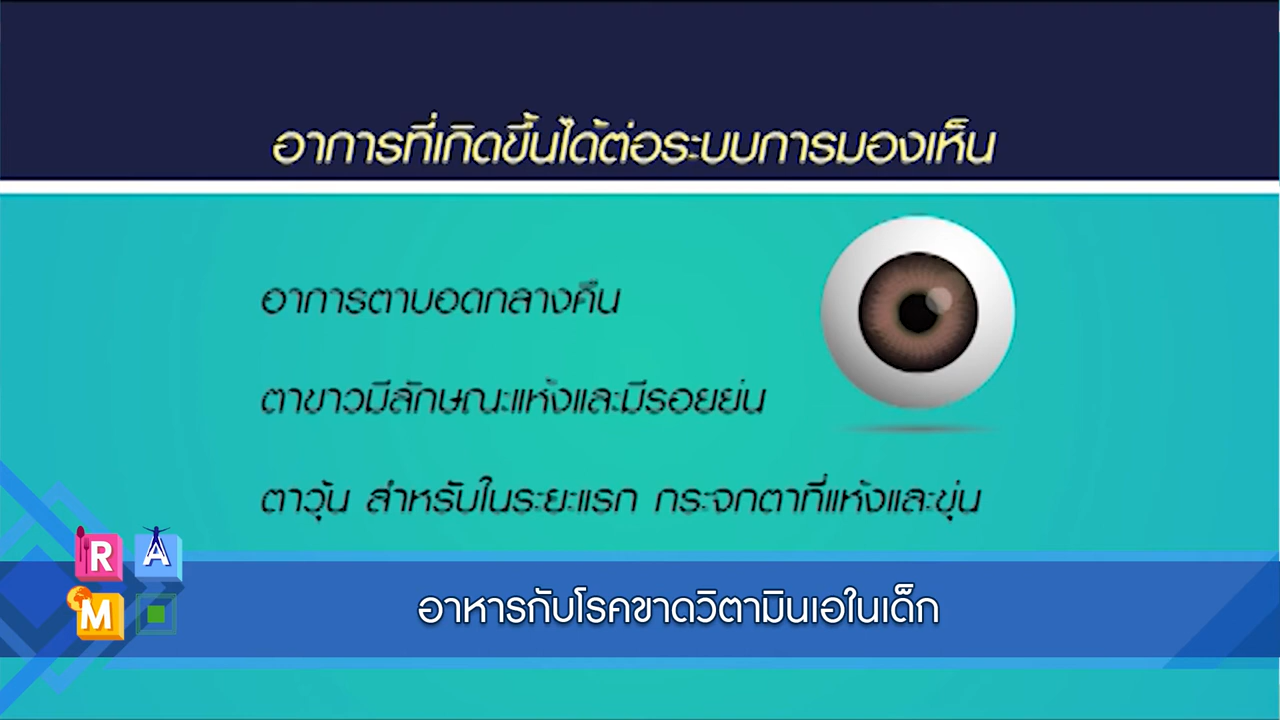 อาการที่เกิดขึ้นได้ต่อระบบการมองเห็น
อาการตาบอดกลางคืน
ตาขาวมีลักษณะแห้งและมีรอยย่น
ตาวุ้น สำหรับในระยะแรก กระจกตาที่แห้งและขุ่น
R A
M
อาหารกับโรคขาดวิตามินเอในเด็ก